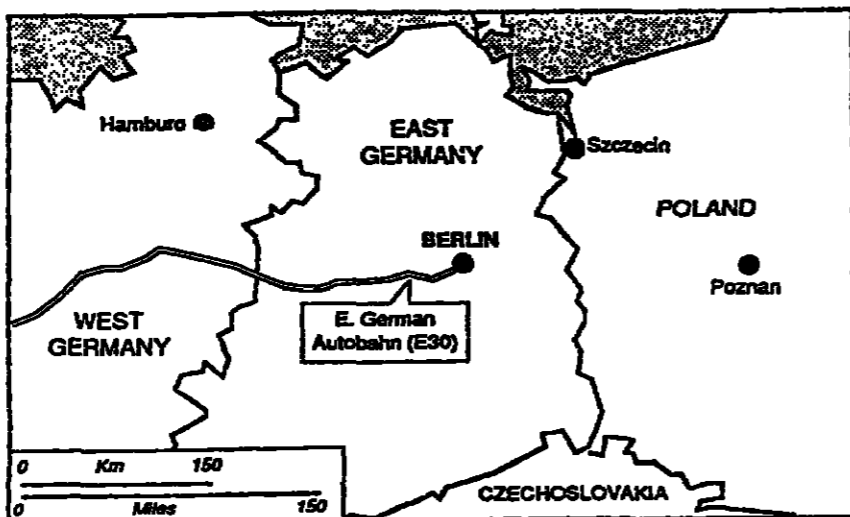 Hamburg
EAST
GERMANY
Szczecin
POLAND
BERLIN
Poznan
WEST
GERMANY
E. German
Autobahn (E30)
0 Km 150
0 Miles 150
CZECHOSLOVAKIA